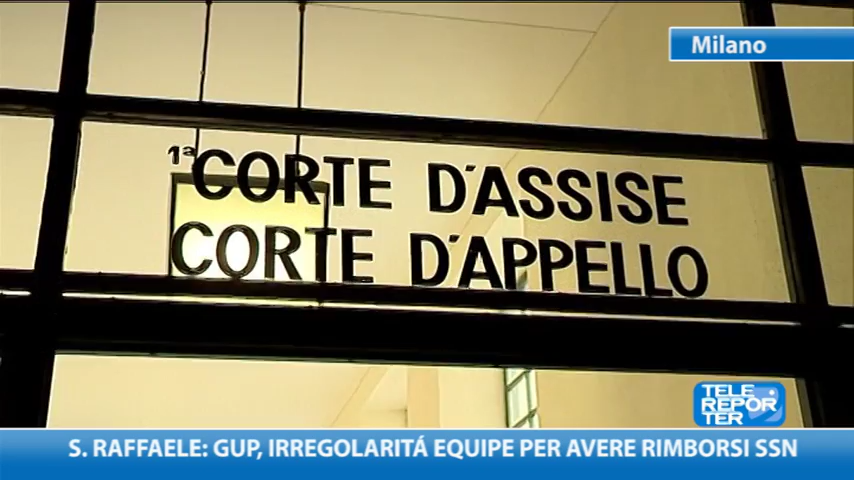 Milano
1ª CORTE D'ASSISE
CORTE D'APPELLO
TELE
REPOR
TER
S. RAFFAELE: GUP, IRREGOLARITÁ EQUIPE PER AVERE RIMBORSI SSN